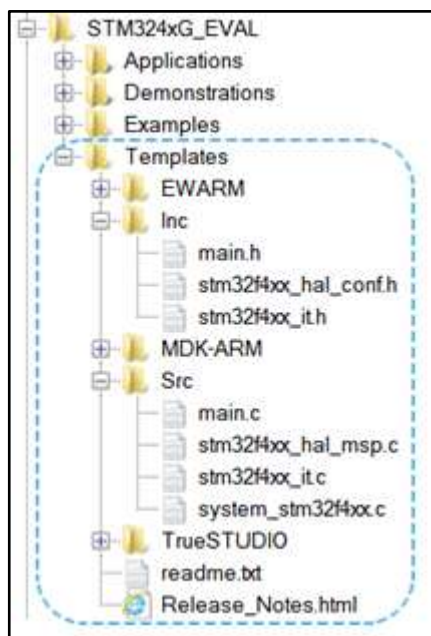 STM324xG_EVAL
Applications
Demonstrations
Examples
Templates
EWARM
Inc
main.h
stm32f4xx_hal_conf.h
stm32f4xx_it.h
MDK-ARM
Src
main.c
stm32f4xx_hal_msp.c
stm32f4xx_it.c
system_stm32f4xx.c
TrueSTUDIO
readme.txt
Release_Notes.html